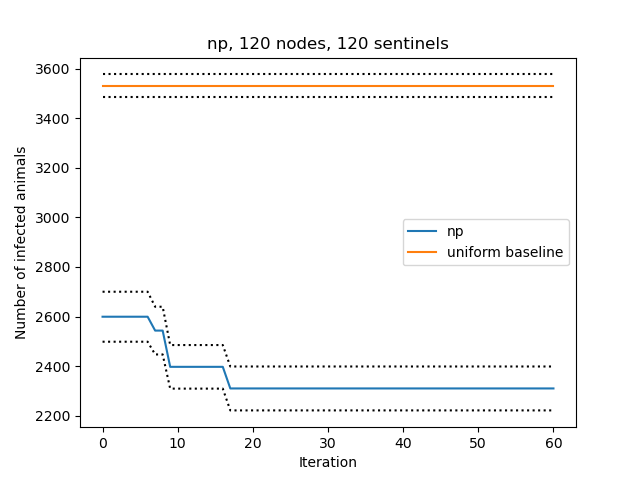 np, 120 nodes, 120 sentinels
Number of infected animals
3600
3400
3200
3000
2800
2600
2400
2200
np
uniform baseline
0 10 20 30 40 50 60
Iteration